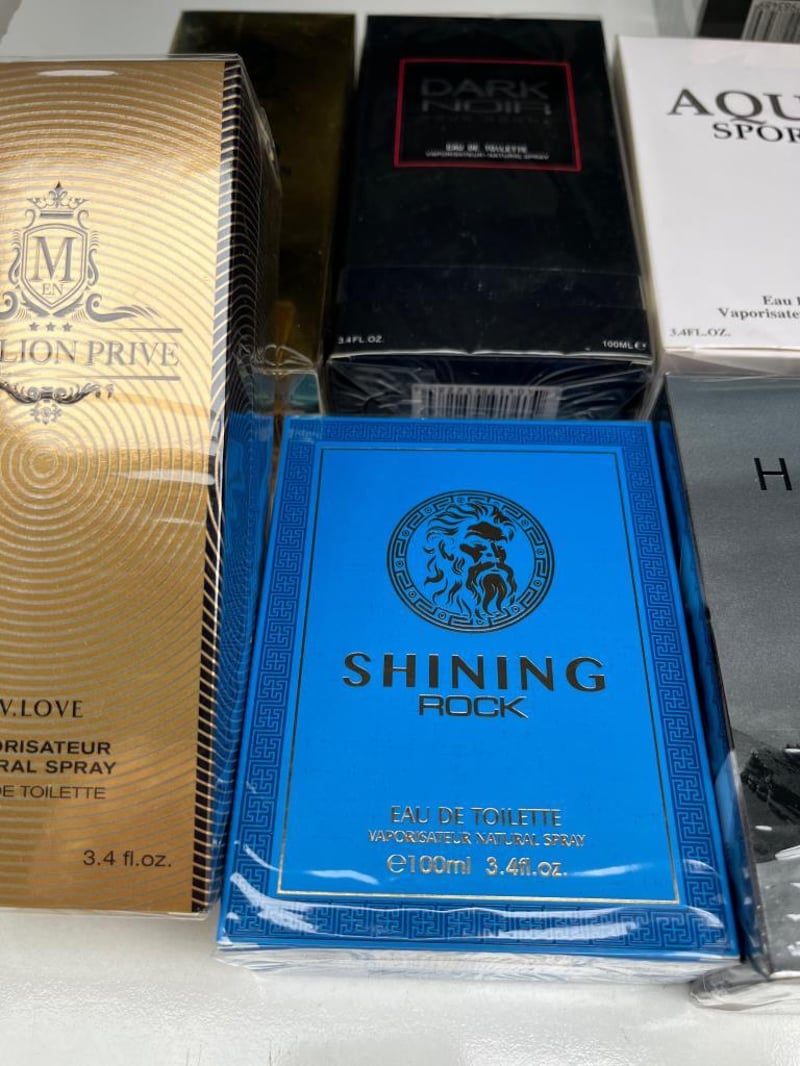 M
EN
LION PRIVE
V.LOVE
ORISATEUR
RAL SPRAY
DE TOILETTE
3.4 fl.oz.
DARK
NOIR
EAU DE TOILETTE
VAPORISATEUR-NATURAL SPRAY
3.4FL.OZ.
100ML e
AQU
SPOR
Eau
Vaporisate
3.4FL.OZ.
H
SHINING
ROCK
EAU DE TOILETTE
VAPORISATEUR NATURAL SPRAY
e100ml 3.4fl.oz.